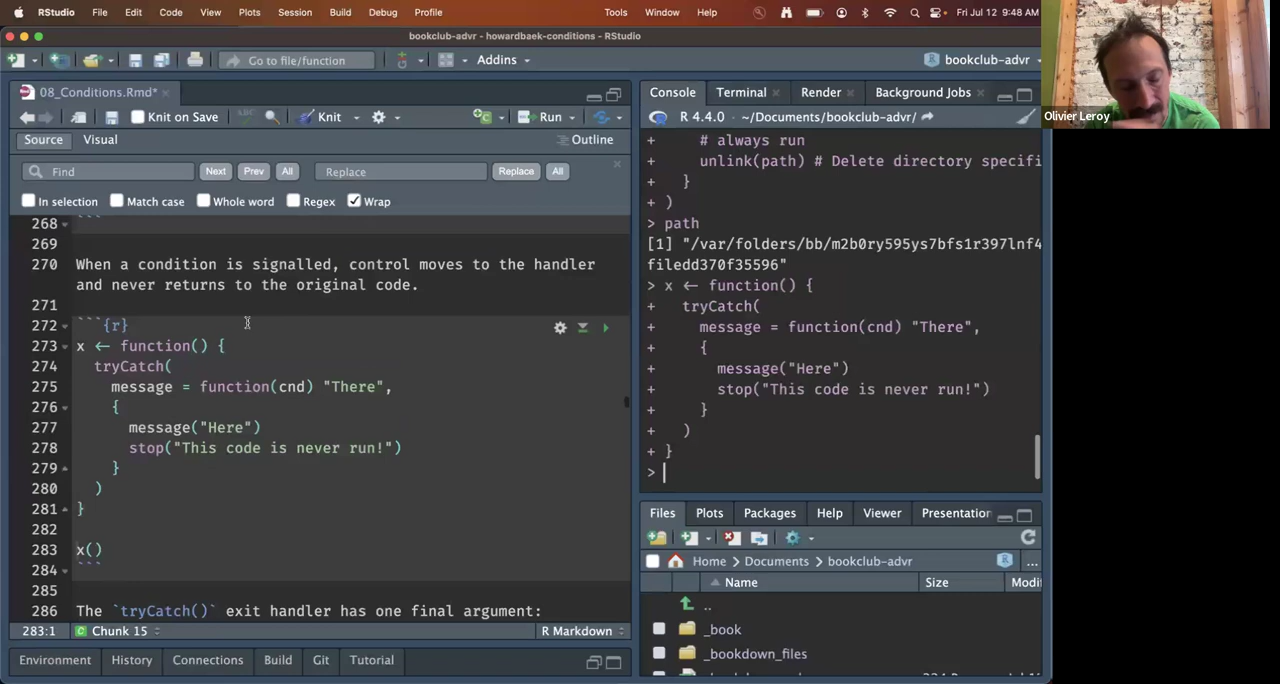 RStudio File Edit Code View Plots Session Build Debug Profile Tools Window Help Fri Jul 12 9:48 AM
bookclub-advr - howardbaek-conditions - RStudio
Go to file/function Addins bookclub-advr
08_Conditions.Rmd*
Knit on Save ABC Knit Run
Source Visual Outline
Find Next Prev All Replace Replace All
In selection Match case Whole word Regex Wrap
268 ```
269
270 When a condition is signalled, control moves to the handler
and never returns to the original code.
271
272 ```{r}
273 x <- function() {
274 tryCatch(
275 message = function(cnd) "There",
276 {
277 message("Here")
278 stop("This code is never run!")
279 }
280 )
281 }
282
283 x()
284 ```
285
286 The `tryCatch()` exit handler has one final argument:
283:1 Chunk 15 R Markdown
Environment History Connections Build Git Tutorial
Console Terminal Render Background Jobs
R 4.4.0 · ~/Documents/bookclub-advr/
+ # always run
+ unlink(path) # Delete directory specifi
+ }
+ )
> path
[1] "/var/folders/bb/m2b0ry595ys7bfs1r397lnf4
filedd370f35596"
> x <- function() {
+ tryCatch(
+ message = function(cnd) "There",
+ {
+ message("Here")
+ stop("This code is never run!")
+ }
+ )
+ }
>
Files Plots Packages Help Viewer Presentation
Home > Documents > bookclub-advr ...
Name Size Modi
..
_book
_bookdown_files
Olivier Leroy